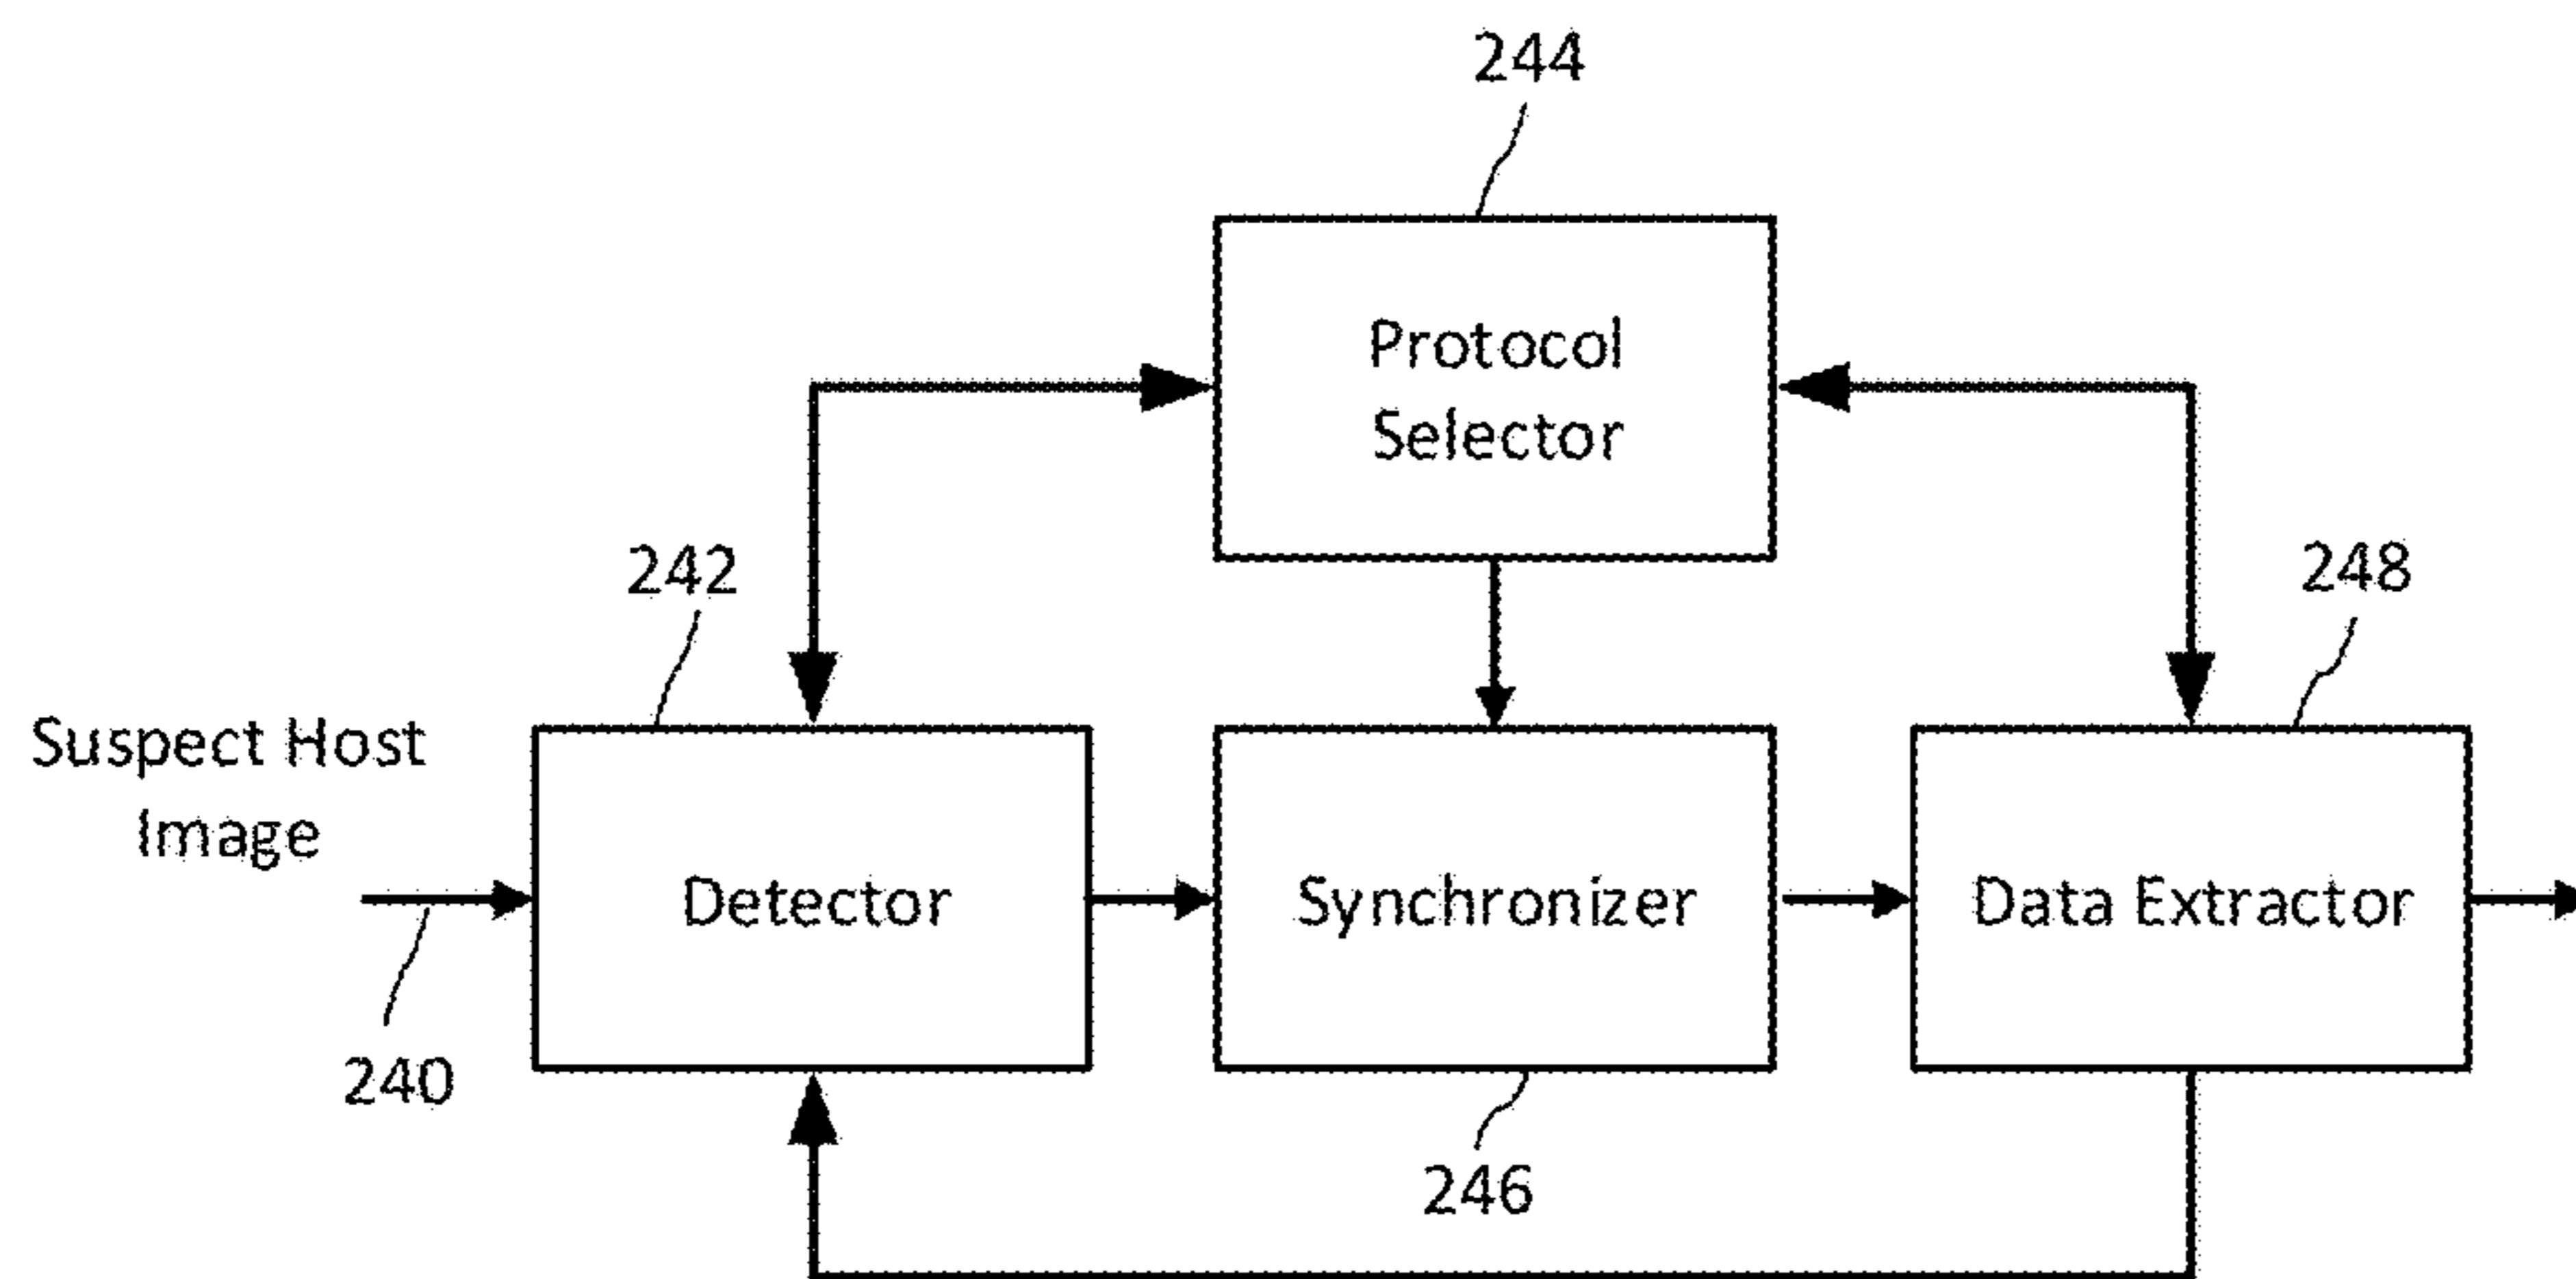 244
Protocol
Selector
242
248
Suspect Host
Image
Detector
Synchronizer
Data Extractor
240
246